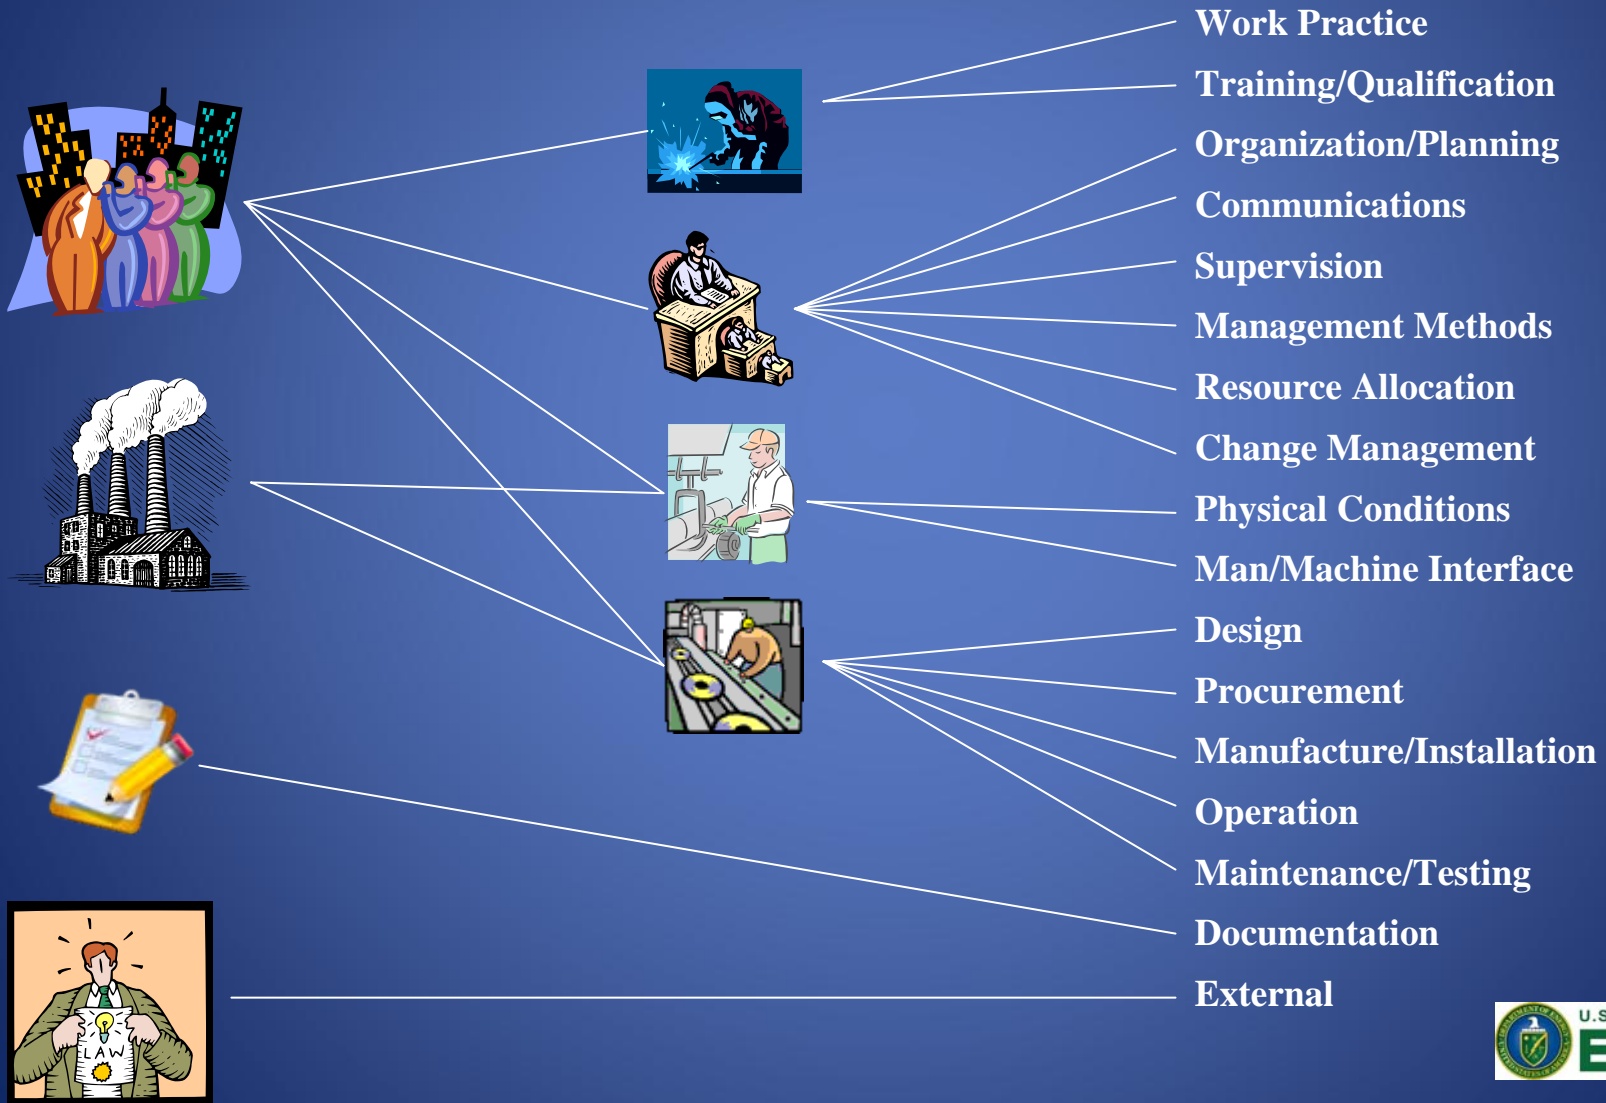 Work Practice
Training/Qualification
Organization/Planning
Communications
Supervision
Management Methods
Resource Allocation
Change Management
Physical Conditions
Man/Machine Interface
Design
Procurement
Manufacture/Installation
Operation
Maintenance/Testing
Documentation
External
LAW
U.S
E